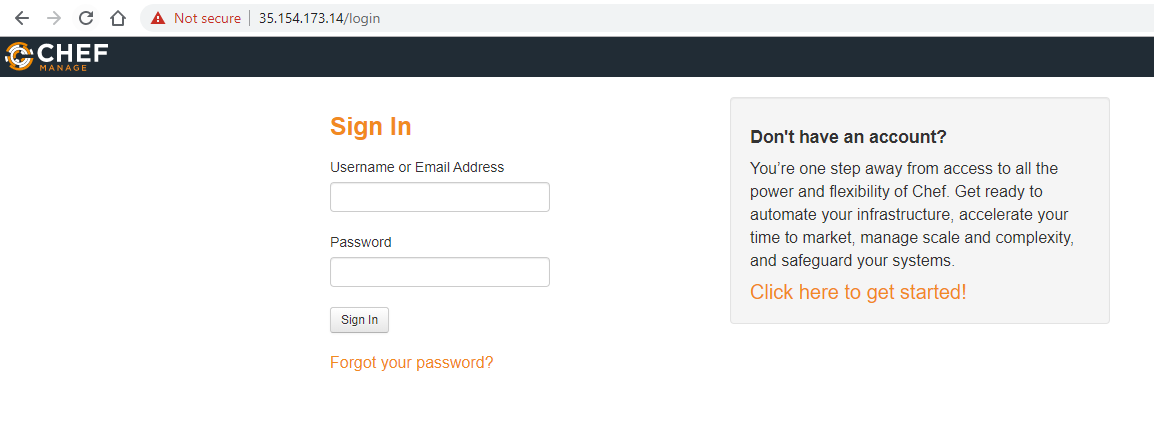 Not secure | 35.154.173.14/login
CHEF
MANAGE
Sign In
Username or Email Address
Password
Sign In
Forgot your password?
Don't have an account?
You’re one step away from access to all the
power and flexibility of Chef. Get ready to
automate your infrastructure, accelerate your
time to market, manage scale and complexity,
and safeguard your systems.
Click here to get started!